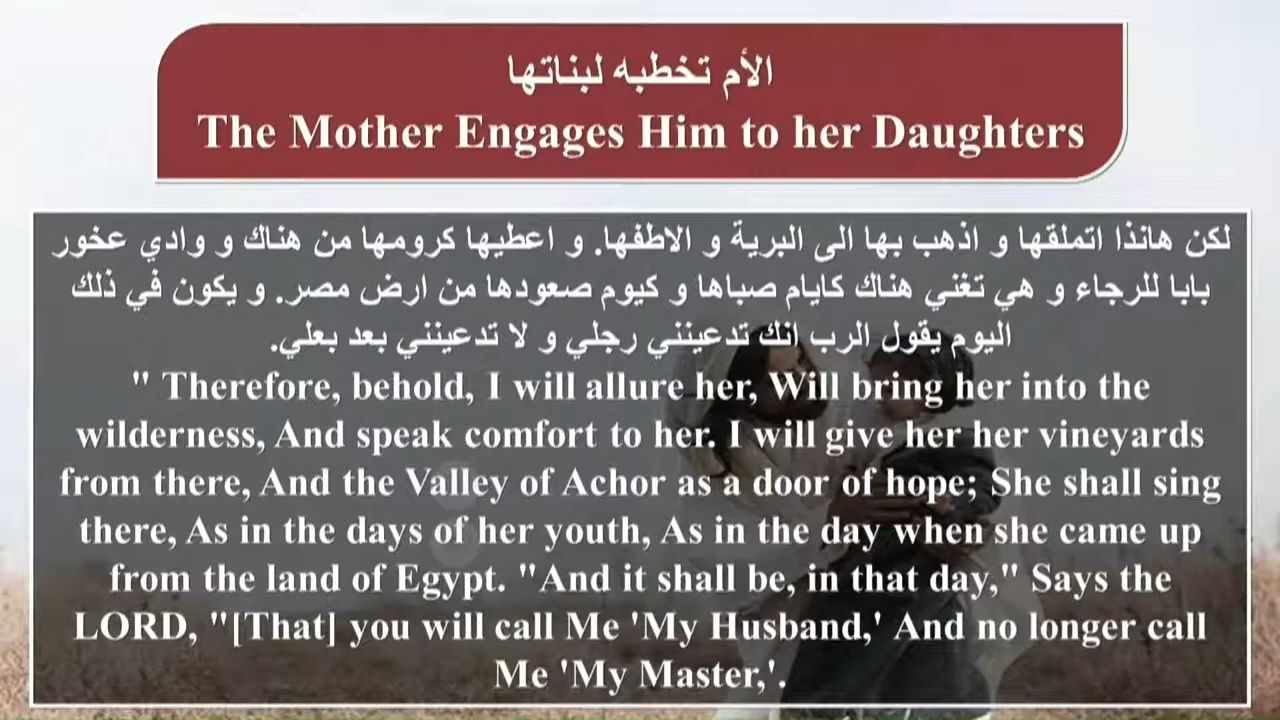 الأم تخطبه لبناتها
The Mother Engages Him to her Daughters
لكن هانذا اتملقها و اذهب بها الى البرية و الاطفها. و اعطيها كرومها من هناك و وادي عخور
بابا للرجاء و هي تغني هناك كايام صباها و كيوم صعودها من ارض مصر. و يكون في ذلك
اليوم يقول الرب انك تدعينني رجلي و لا تدعينني بعد بعلي.
" Therefore, behold, I will allure her, Will bring her into the
wilderness, And speak comfort to her. I will give her her vineyards
from there, And the Valley of Achor as a door of hope; She shall sing
there, As in the days of her youth, As in the day when she came up
from the land of Egypt. "And it shall be, in that day," Says the
LORD, "[That] you will call Me 'My Husband,' And no longer call
Me 'My Master,'.